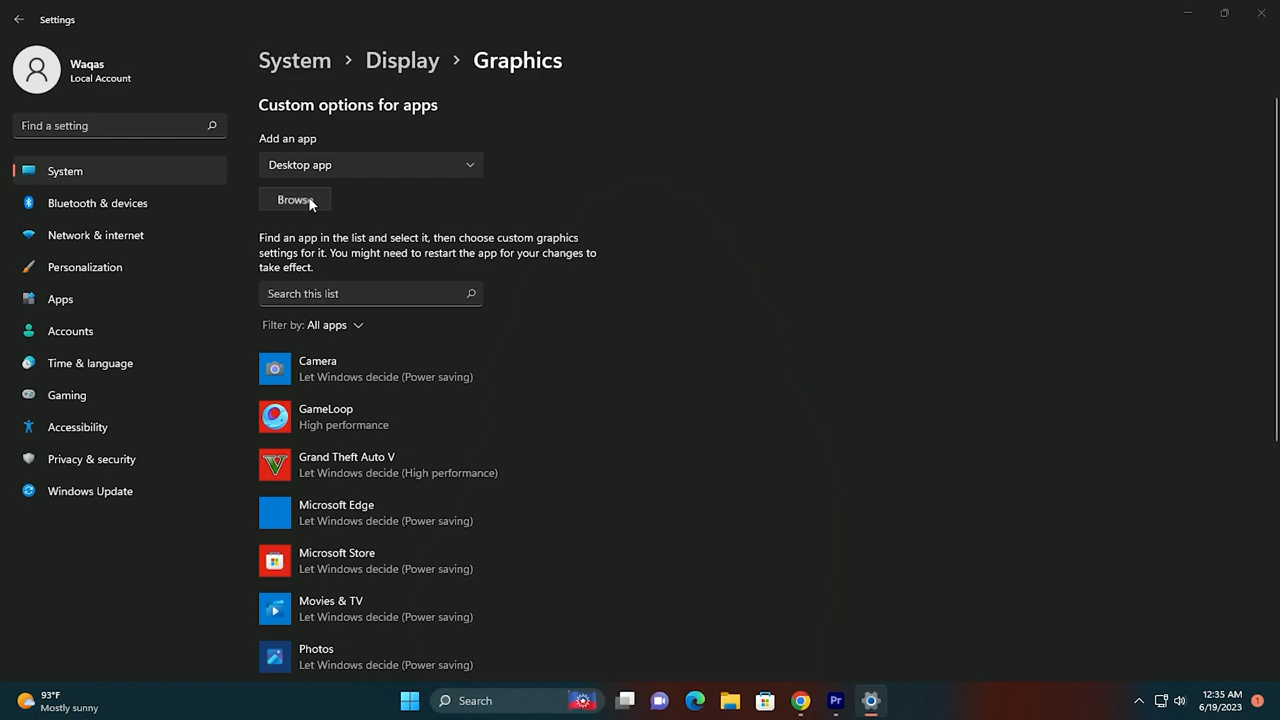 Settings
Waqas
Local Account
Find a setting
System
Bluetooth & devices
Network & internet
Personalization
Apps
Accounts
Time & language
Gaming
Accessibility
Privacy & security
Windows Update
System > Display > Graphics
Custom options for apps
Add an app
Desktop app
Browse
Find an app in the list and select it, then choose custom graphics
settings for it. You might need to restart the app for your changes to
take effect.
Search this list
Filter by: All apps
Camera
Let Windows decide (Power saving)
GameLoop
High performance
Grand Theft Auto V
Let Windows decide (High performance)
Microsoft Edge
Let Windows decide (Power saving)
Microsoft Store
Let Windows decide (Power saving)
Movies & TV
Let Windows decide (Power saving)
Photos
Let Windows decide (Power saving)
93°F
Mostly sunny
Search
Pr
12:35 AM
6/19/2023
1